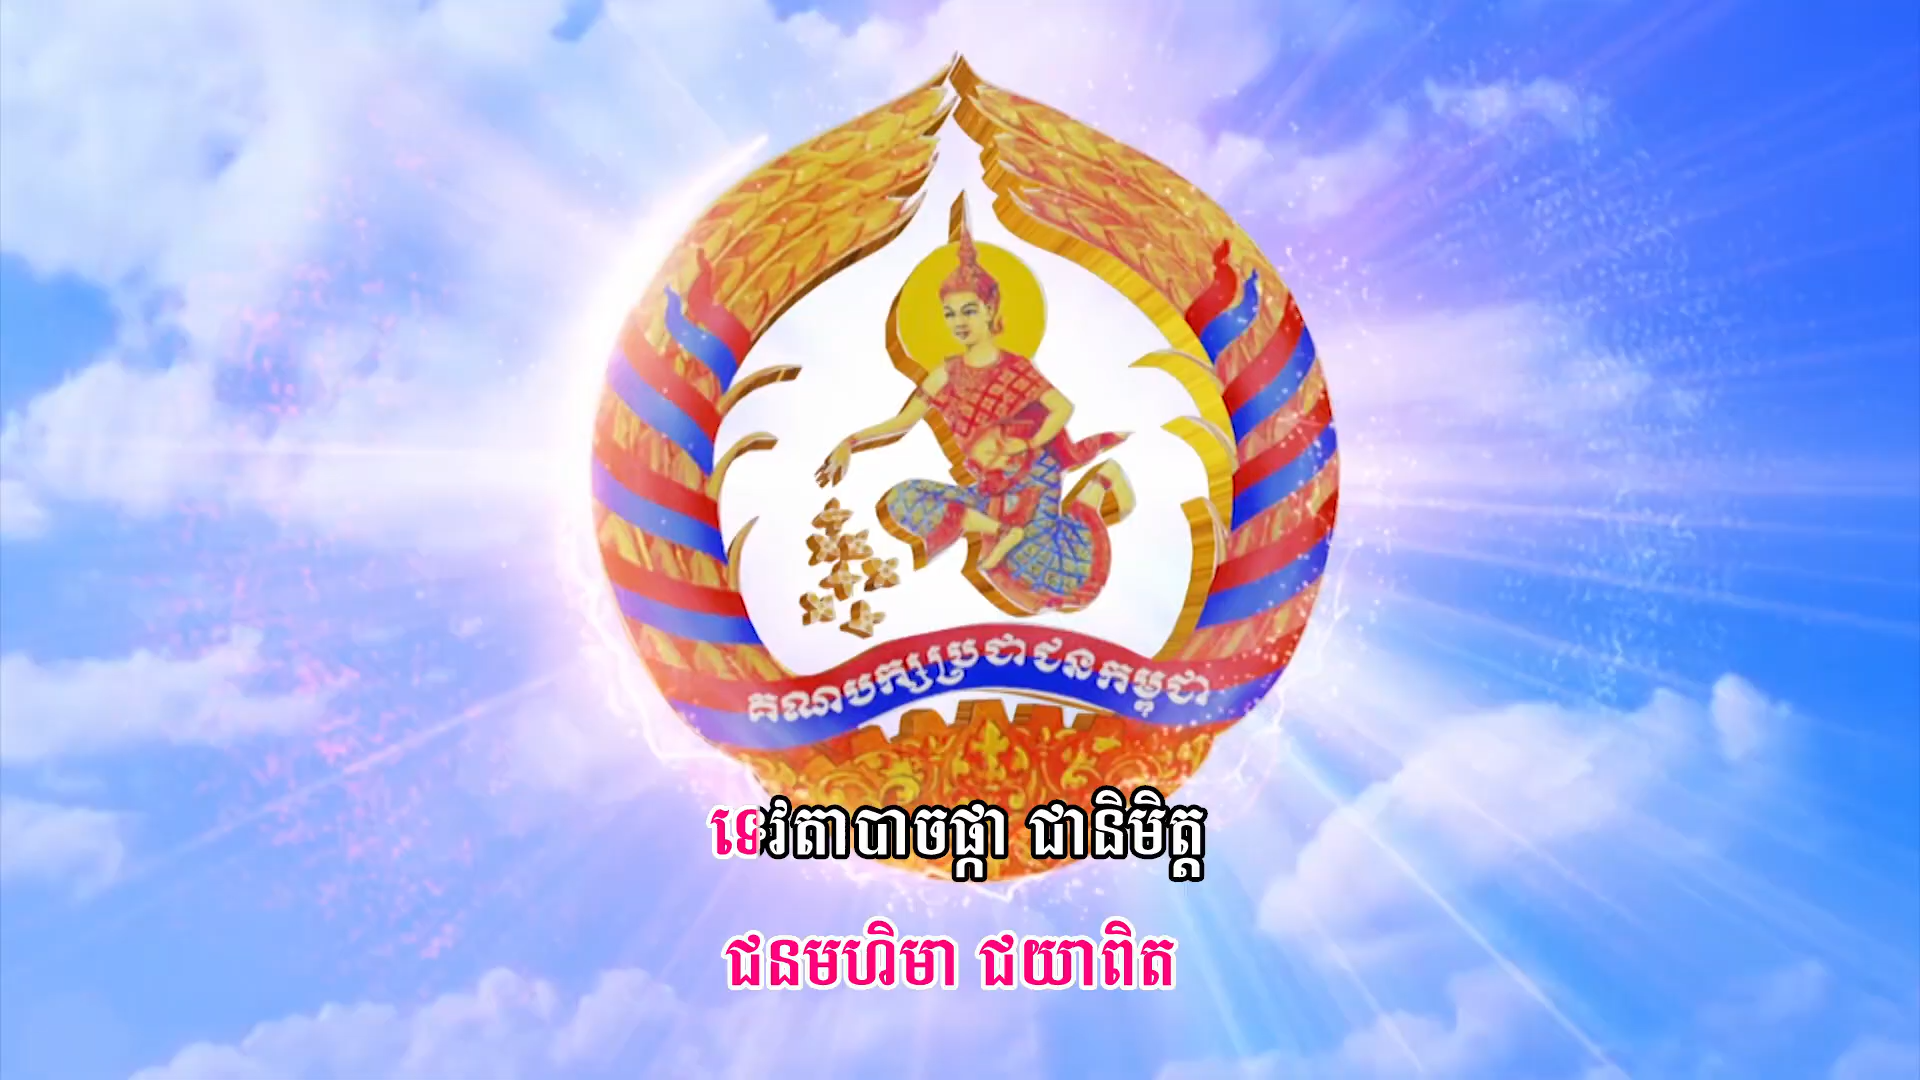 គណបក្សប្រជាជនកម្ពុជា
ទេវតាបាចផ្កា ជានិមិត្ត
ជនមហិមា ជយាពិត